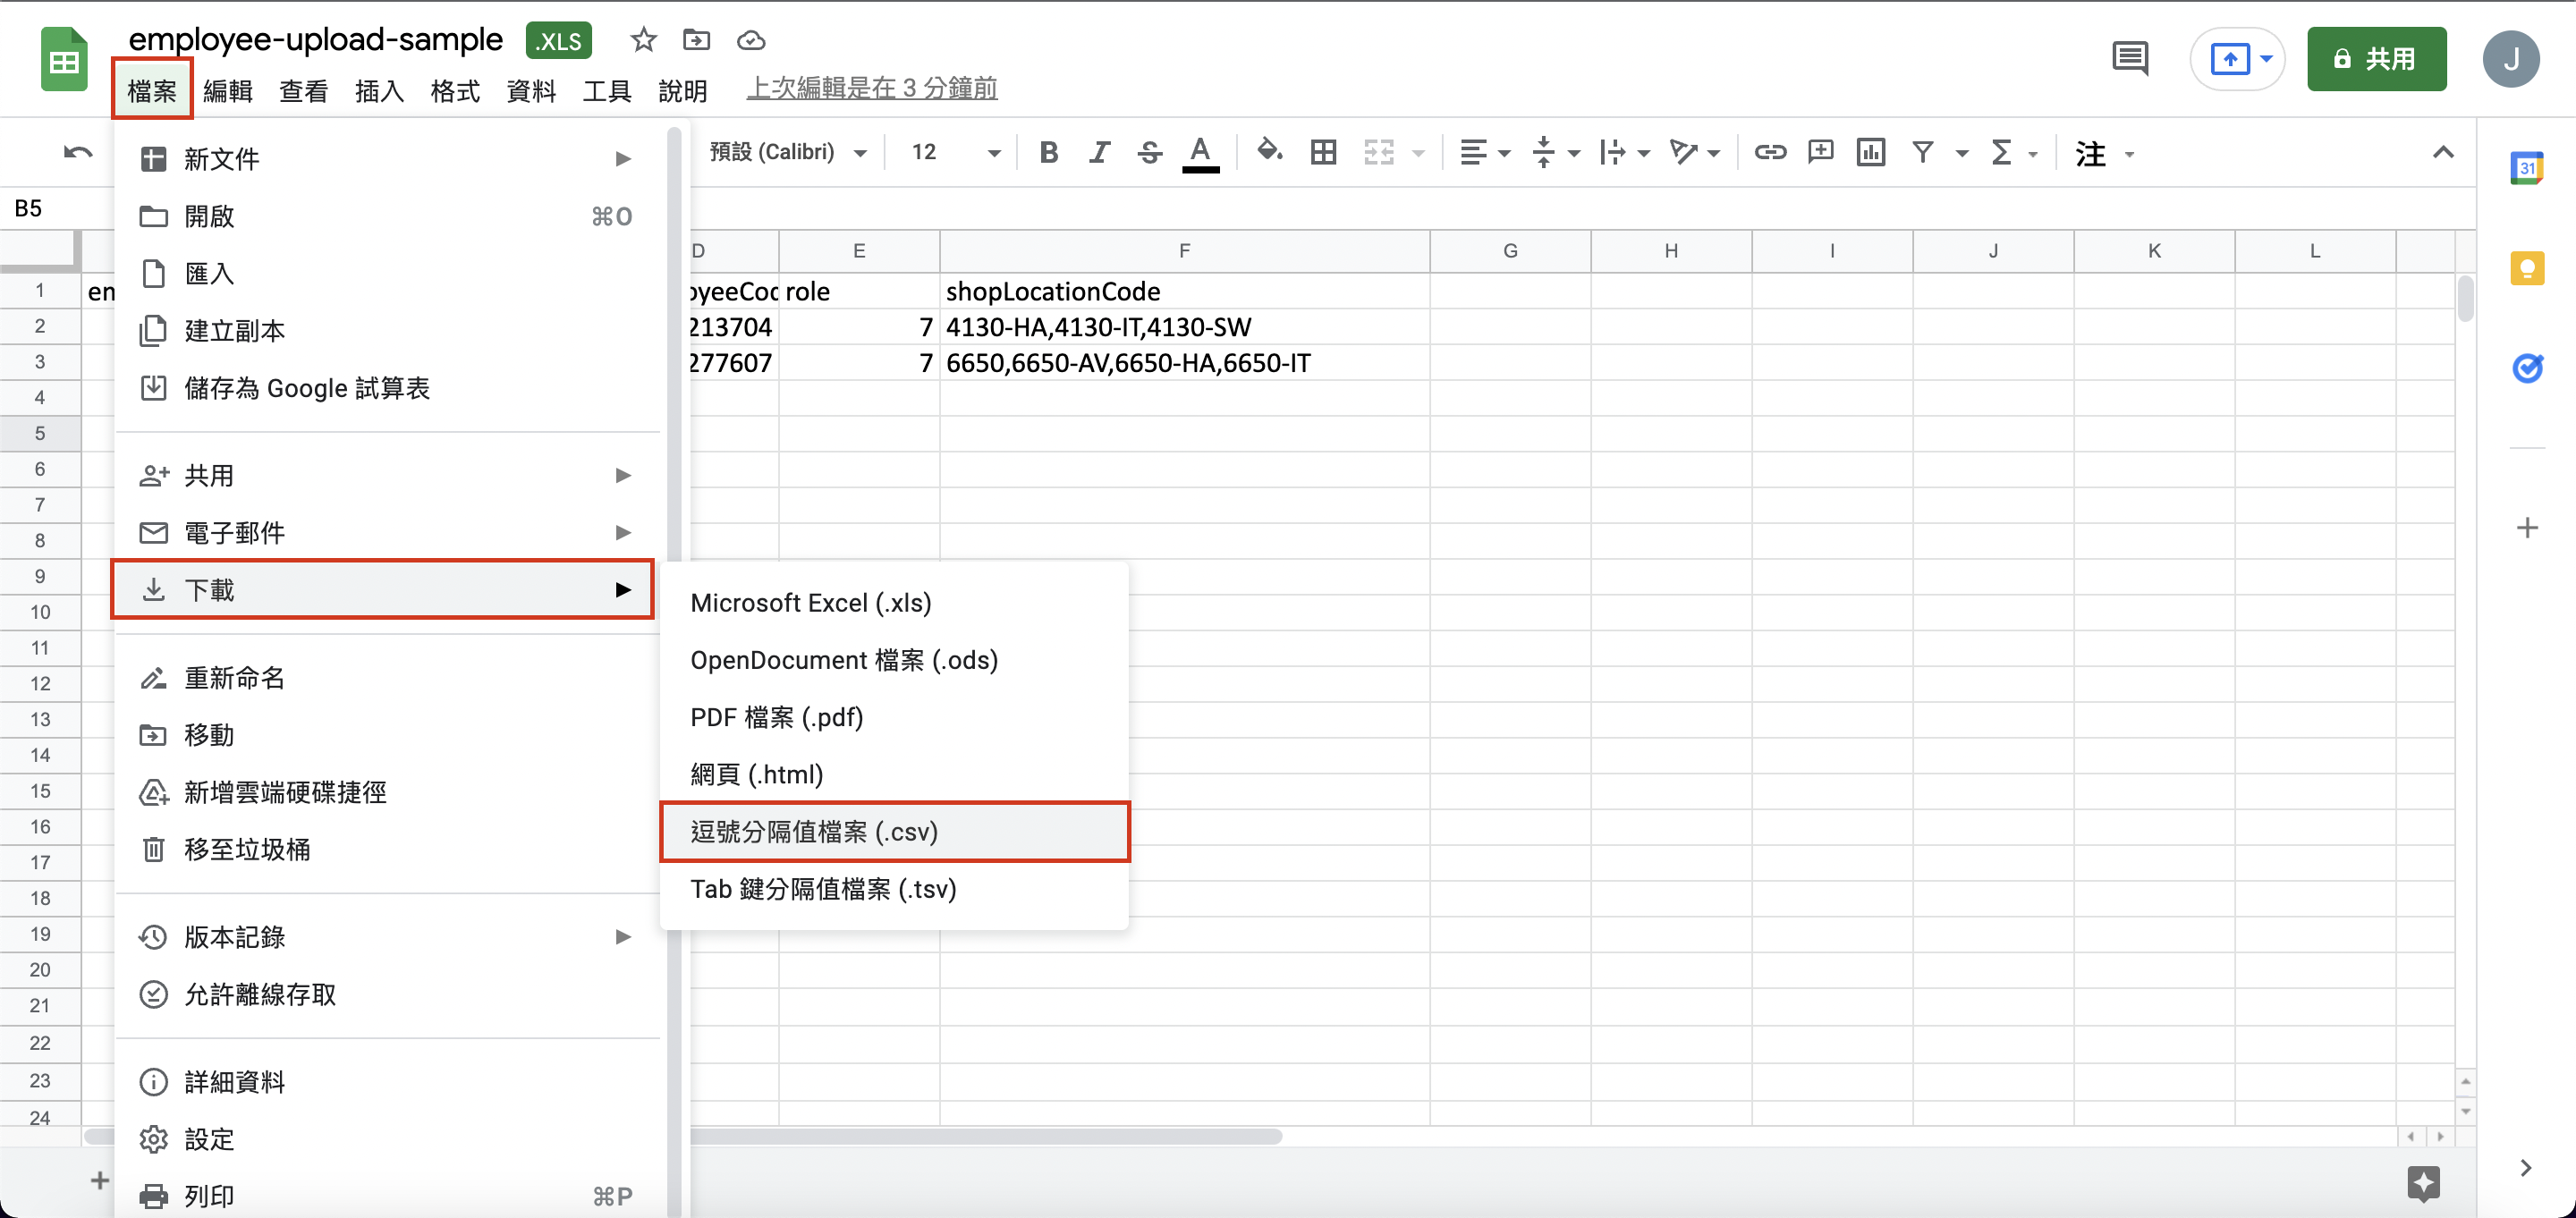 employee-upload-sample .XLS
檔案 編輯 查看 插入 格式 資料 工具 說明 上次編輯是在 3 分鐘前
共用
J
預設 (Calibri) 12 B I S A Σ 注
31
B5
D E F G H I J K L
1 role shopLocationCode
2 213704 7 4130-HA,4130-IT,4130-SW
3 277607 7 6650,6650-AV,6650-HA,6650-IT
4
5
6
7
8
9
10
11
12
13
14
15
16
17
18
19
20
21
22
23
24
新文件
開啟 ⌘O
匯入
建立副本
儲存為 Google 試算表
共用
電子郵件
下載
重新命名
移動
新增雲端硬碟捷徑
移至垃圾桶
版本記錄
允許離線存取
詳細資料
設定
列印 ⌘P
Microsoft Excel (.xls)
OpenDocument 檔案 (.ods)
PDF 檔案 (.pdf)
網頁 (.html)
逗號分隔值檔案 (.csv)
Tab 鍵分隔值檔案 (.tsv)